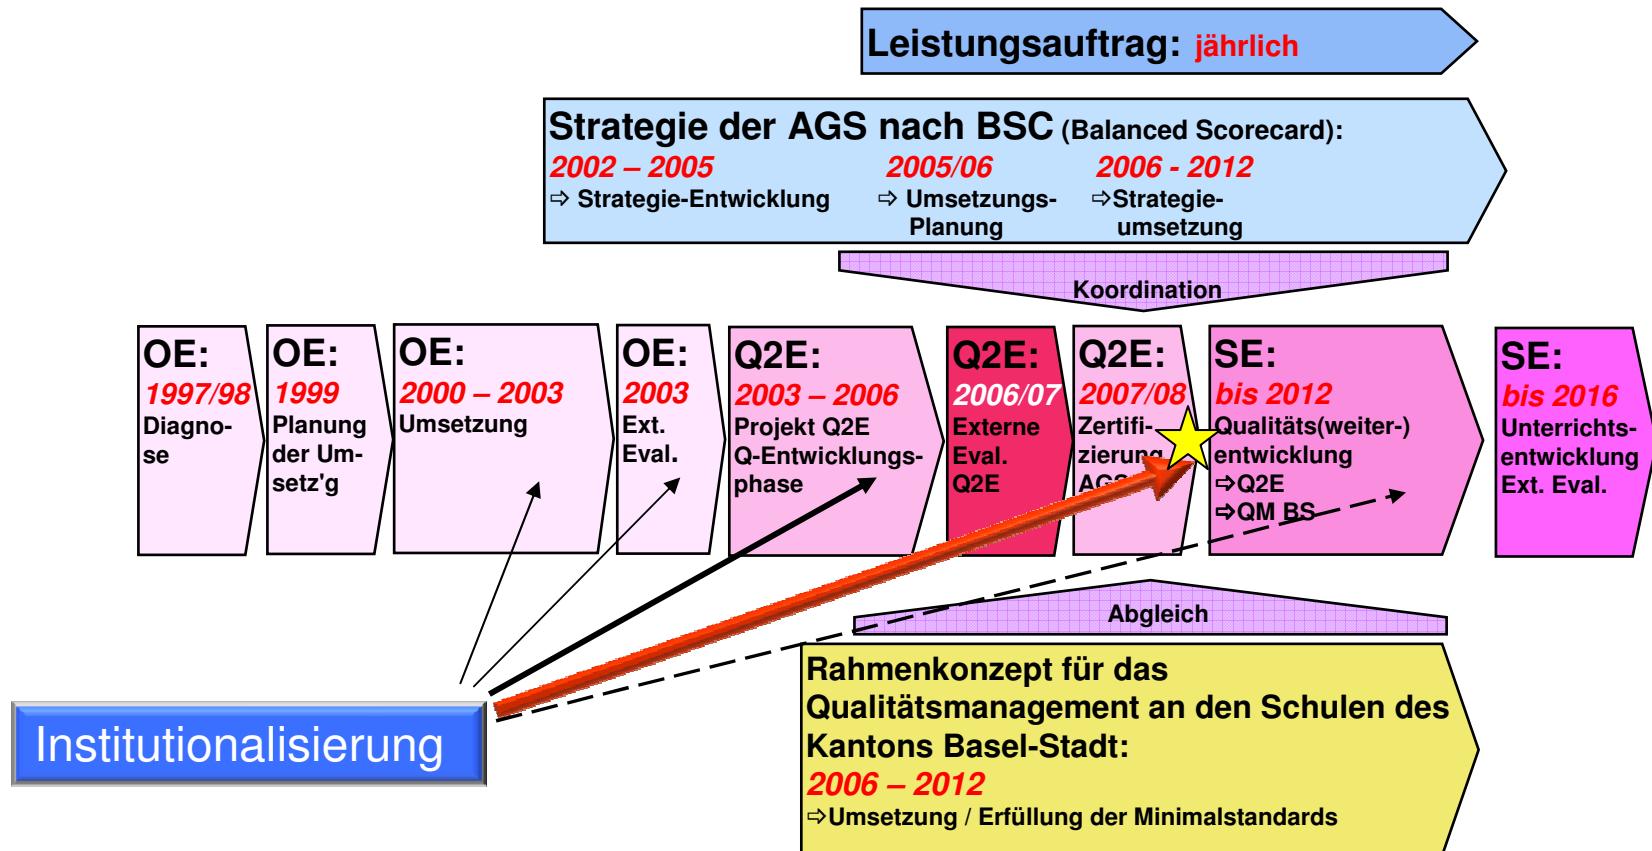 Leistungsauftrag: jährlich
Strategie der AGS nach BSC (Balanced Scorecard):
2002 – 2005
⇨ Strategie-Entwicklung
2005/06
⇨ Umsetzungs-
Planung
2006 - 2012
⇨Strategie-
umsetzung
Koordination
OE:
1997/98
Diagno-
se
OE:
1999
Planung
der Um-
setz'g
OE:
2000 – 2003
Umsetzung
OE:
2003
Ext.
Eval.
Q2E:
2003 – 2006
Projekt Q2E
Q-Entwicklungs-
phase
Q2E:
2006/07
Externe
Eval.
Q2E
Q2E:
2007/08
Zertifi-
zierung
AGS
SE:
bis 2012
Qualitäts(weiter-)
entwicklung
⇨Q2E
⇨QM BS
SE:
bis 2016
Unterrichts-
entwicklung
Ext. Eval.
Abgleich
Rahmenkonzept für das
Qualitätsmanagement an den Schulen des
Kantons Basel-Stadt:
2006 – 2012
⇨Umsetzung / Erfüllung der Minimalstandards
Institutionalisierung